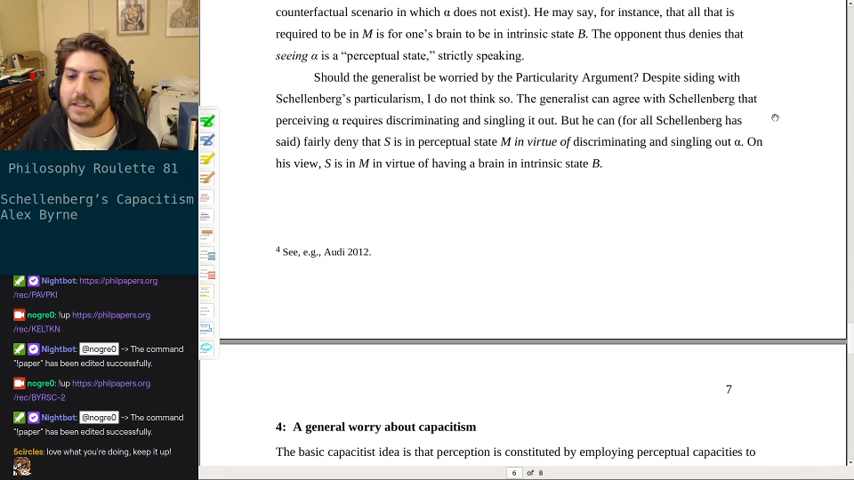 counterfactual scenario in which α does not exist). He may say, for instance, that all that is
required to be in M is for one's brain to be in intrinsic state B. The opponent thus denies that
seeing α is a “perceptual state,” strictly speaking.
Should the generalist be worried by the Particularity Argument? Despite siding with
Schellenberg's particularism, I do not think so. The generalist can agree with Schellenberg that
perceiving α requires discriminating and singling it out. But he can (for all Schellenberg has
said) fairly deny that S is in perceptual state M in virtue of discriminating and singling out α. On
his view, S is in M in virtue of having a brain in intrinsic state B.
4 See, e.g., Audi 2012.
7
4: A general worry about capacitism
The basic capacitist idea is that perception is constituted by employing perceptual capacities to
6 of 8
Philosophy Roulette 81
Schellenberg's Capacitism
Alex Byrne
Nightbot: https://philpapers.org
/rec/PAVPKI
nogre0: !up https://philpapers.org
/rec/KELTKN
Nightbot: @nogre0 -> The command
"!paper" has been edited successfully.
nogre0: !up https://philpapers.org
/rec/BYRSC-2
Nightbot: @nogre0 -> The command
"!paper" has been edited successfully.
5circles: love what you're doing, keep it up!